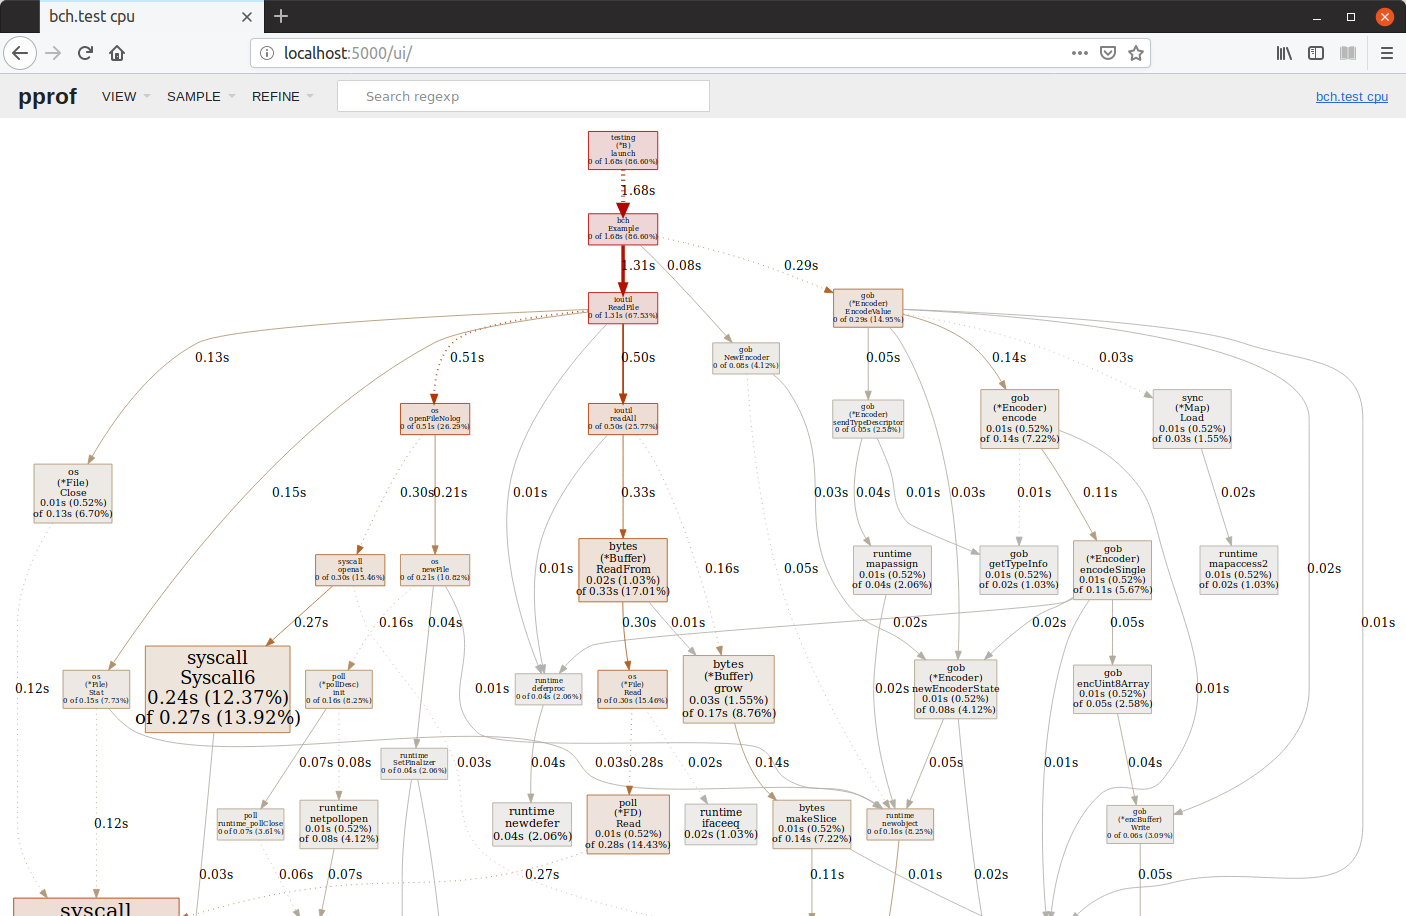 bch.test cpu
localhost:5000/ui/
pprof VIEW SAMPLE REFINE Search regexp bch.test cpu
testing
(*B)
launch
0 of 1.68s (86.60%)
1.68s
bch
Example
0 of 1.68s (86.60%)
1.31s 0.08s 0.29s
ioutil
ReadFile
0 of 1.31s (67.53%)
gob
(*Encoder)
EncodeValue
0 of 0.29s (14.95%)
gob
NewEncoder
0 of 0.08s (4.12%)
0.13s 0.51s 0.50s 0.05s 0.14s 0.03s
os
openFileNolog
0 of 0.51s (26.29%)
ioutil
readAll
0 of 0.50s (25.77%)
gob
(*Encoder)
sendTypeDescriptor
0 of 0.05s (2.58%)
gob
(*Encoder)
encode
0.01s (0.52%)
of 0.14s (7.22%)
sync
(*Map)
Load
0.01s (0.52%)
of 0.03s (1.55%)
os
(*File)
Close
0.01s (0.52%)
of 0.13s (6.70%)
0.15s 0.30s 0.21s 0.01s 0.33s 0.03s 0.04s 0.01s 0.03s 0.01s 0.11s 0.02s
syscall
openat
0 of 0.30s (15.46%)
os
newFile
0 of 0.21s (10.82%)
0.01s
bytes
(*Buffer)
ReadFrom
0.02s (1.03%)
of 0.33s (17.01%)
0.16s 0.05s
runtime
mapassign
0.01s (0.52%)
of 0.04s (2.06%)
gob
getTypeInfo
0.01s (0.52%)
of 0.02s (1.03%)
gob
(*Encoder)
encodeSingle
0.01s (0.52%)
of 0.11s (5.67%)
runtime
mapaccess2
0.01s (0.52%)
of 0.02s (1.03%)
0.02s
0.27s 0.16s 0.04s 0.30s 0.01s 0.02s 0.02s 0.05s 0.01s
0.12s
os
(*File)
Stat
0 of 0.15s (7.73%)
syscall
Syscall6
0.24s (12.37%)
of 0.27s (13.92%)
poll
(*pollDesc)
init
0 of 0.16s (8.25%)
0.01s
runtime
deferproc
0 of 0.04s (2.06%)
os
(*File)
Read
0 of 0.30s (15.46%)
bytes
(*Buffer)
grow
0.03s (1.55%)
of 0.17s (8.76%)
0.02s
gob
(*Encoder)
newEncoderState
0.01s (0.52%)
of 0.08s (4.12%)
gob
encUint8Array
0.01s (0.52%)
of 0.05s (2.58%)
0.01s
0.07s 0.08s
runtime
SetFinalizer
0 of 0.04s (2.06%)
0.03s 0.04s 0.03s 0.28s 0.02s 0.14s 0.05s 0.01s 0.04s
0.12s
poll
runtime_pollClose
0 of 0.07s (3.61%)
runtime
netpollopen
0.01s (0.52%)
of 0.08s (4.12%)
runtime
newdefer
0.04s (2.06%)
poll
(*FD)
Read
0.01s (0.52%)
of 0.28s (14.43%)
runtime
ifaceeq
0.02s (1.03%)
bytes
makeSlice
0.01s (0.52%)
of 0.14s (7.22%)
runtime
newobject
0 of 0.16s (8.25%)
gob
(*encBuffer)
Write
0 of 0.06s (3.09%)
0.03s 0.06s 0.07s 0.27s 0.11s 0.01s 0.02s 0.05s
syscall